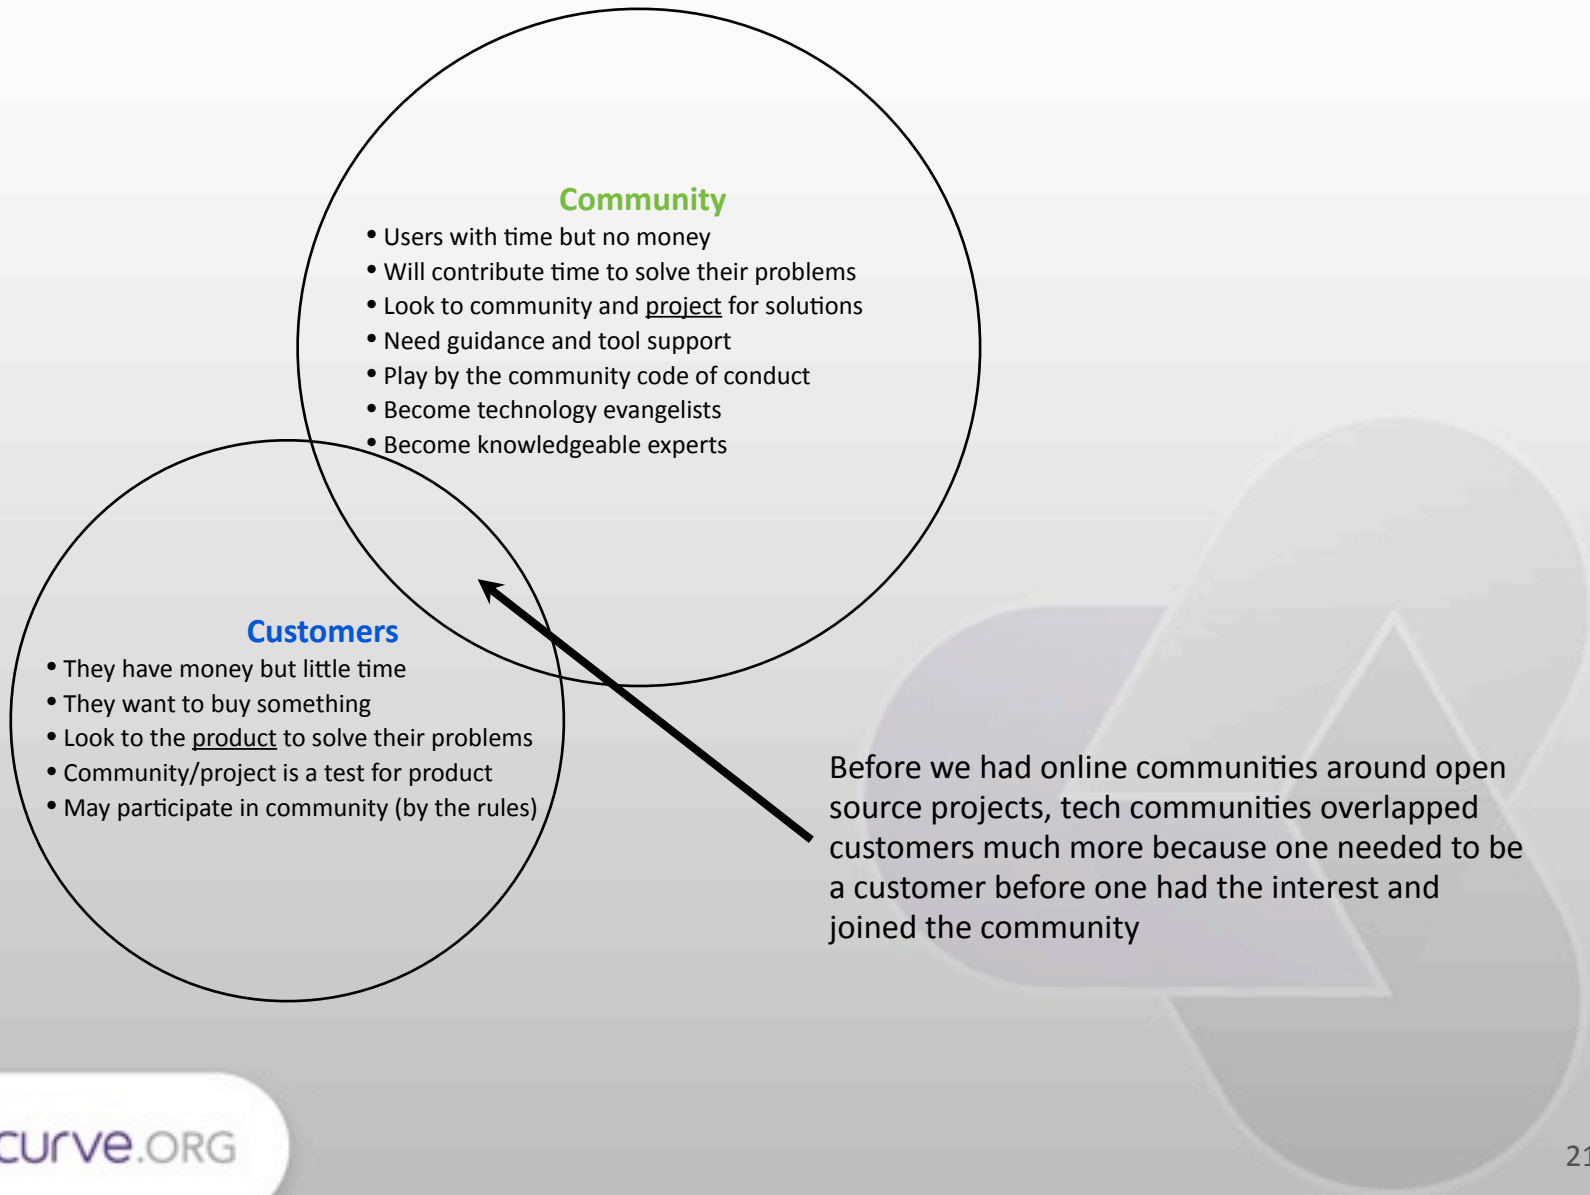 Community
• Users with time but no money
• Will contribute time to solve their problems
• Look to community and project for solutions
• Need guidance and tool support
• Play by the community code of conduct
• Become technology evangelists
• Become knowledgeable experts
Customers
• They have money but little time
• They want to buy something
• Look to the product to solve their problems
• Community/project is a test for product
• May participate in community (by the rules)
Before we had online communities around open
source projects, tech communities overlapped
customers much more because one needed to be
a customer before one had the interest and
joined the community
curve.ORG
21